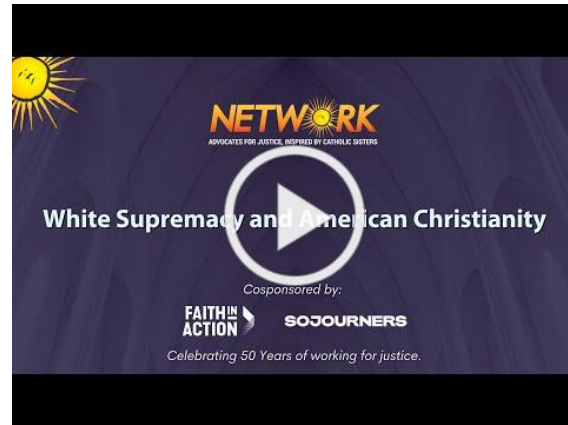 NETWORK
ADVOCATES FOR JUSTICE, INSPIRED BY CATHOLIC SISTERS
White Supremacy and American Christianity
Cosponsored by:
FAITH IN
ACTION
SOJOURNERS
Celebrating 50 Years of working for justice.